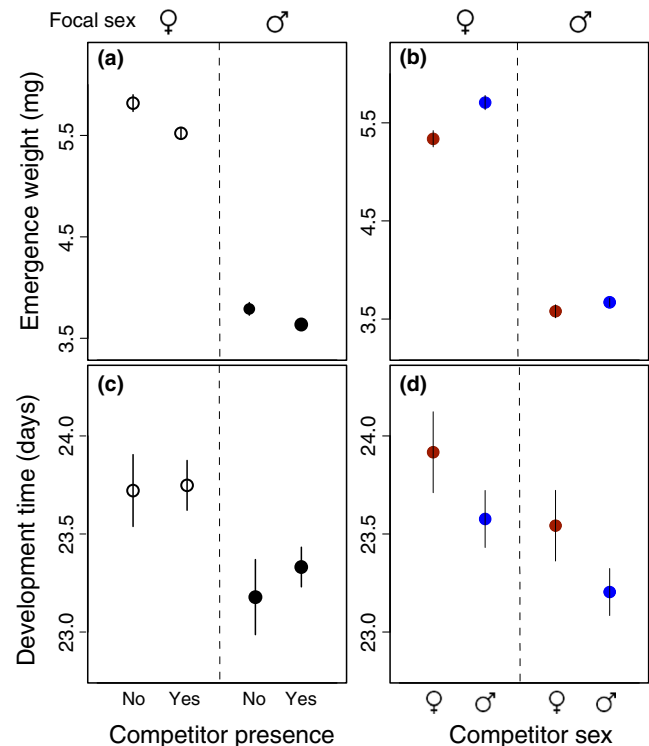 Focal sex ♀ ♂ ♀ ♂
(a) (b)
Emergence weight (mg)
5.5 4.5 3.5
5.5 4.5 3.5
(c) (d)
Development time (days)
24.0 23.5 23.0
24.0 23.5 23.0
No Yes No Yes ♀ ♂ ♀ ♂
Competitor presence Competitor sex